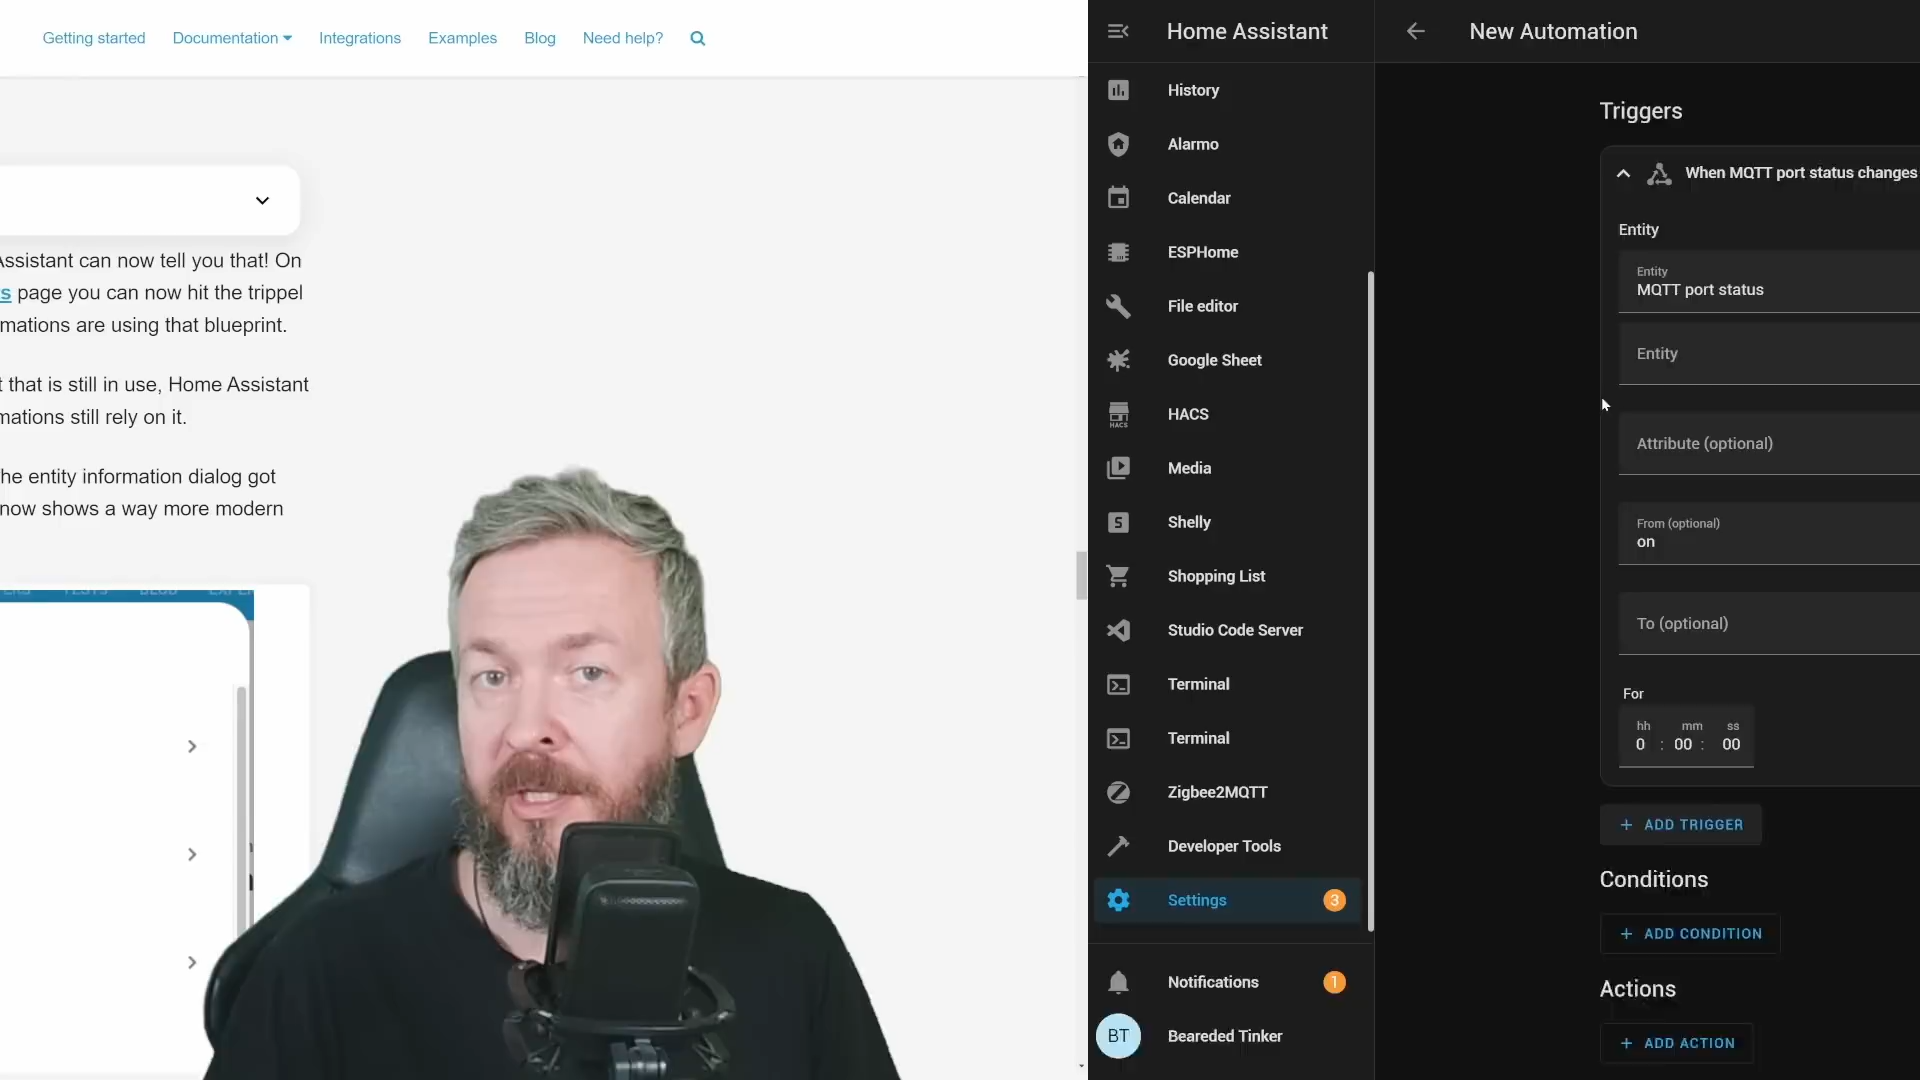 Getting started
Documentation
Integrations
Examples
Blog
Need help?
Assistant can now tell you that! On
s page you can now hit the trippel
mations are using that blueprint.
t that is still in use, Home Assistant
mations still rely on it.
he entity information dialog got
now shows a way more modern
Home Assistant
History
Alarmo
Calendar
ESPHome
File editor
Google Sheet
HACS
HACS
Media
S
Shelly
Shopping List
Studio Code Server
Terminal
Terminal
Zigbee2MQTT
Developer Tools
Settings
3
Notifications
1
BT
Bearded Tinker
New Automation
Triggers
When MQTT port status changes
Entity
Entity
MQTT port status
Entity
Attribute (optional)
From (optional)
on
To (optional)
For
hh mm ss
0 : 00 : 00
+ ADD TRIGGER
Conditions
+ ADD CONDITION
Actions
+ ADD ACTION